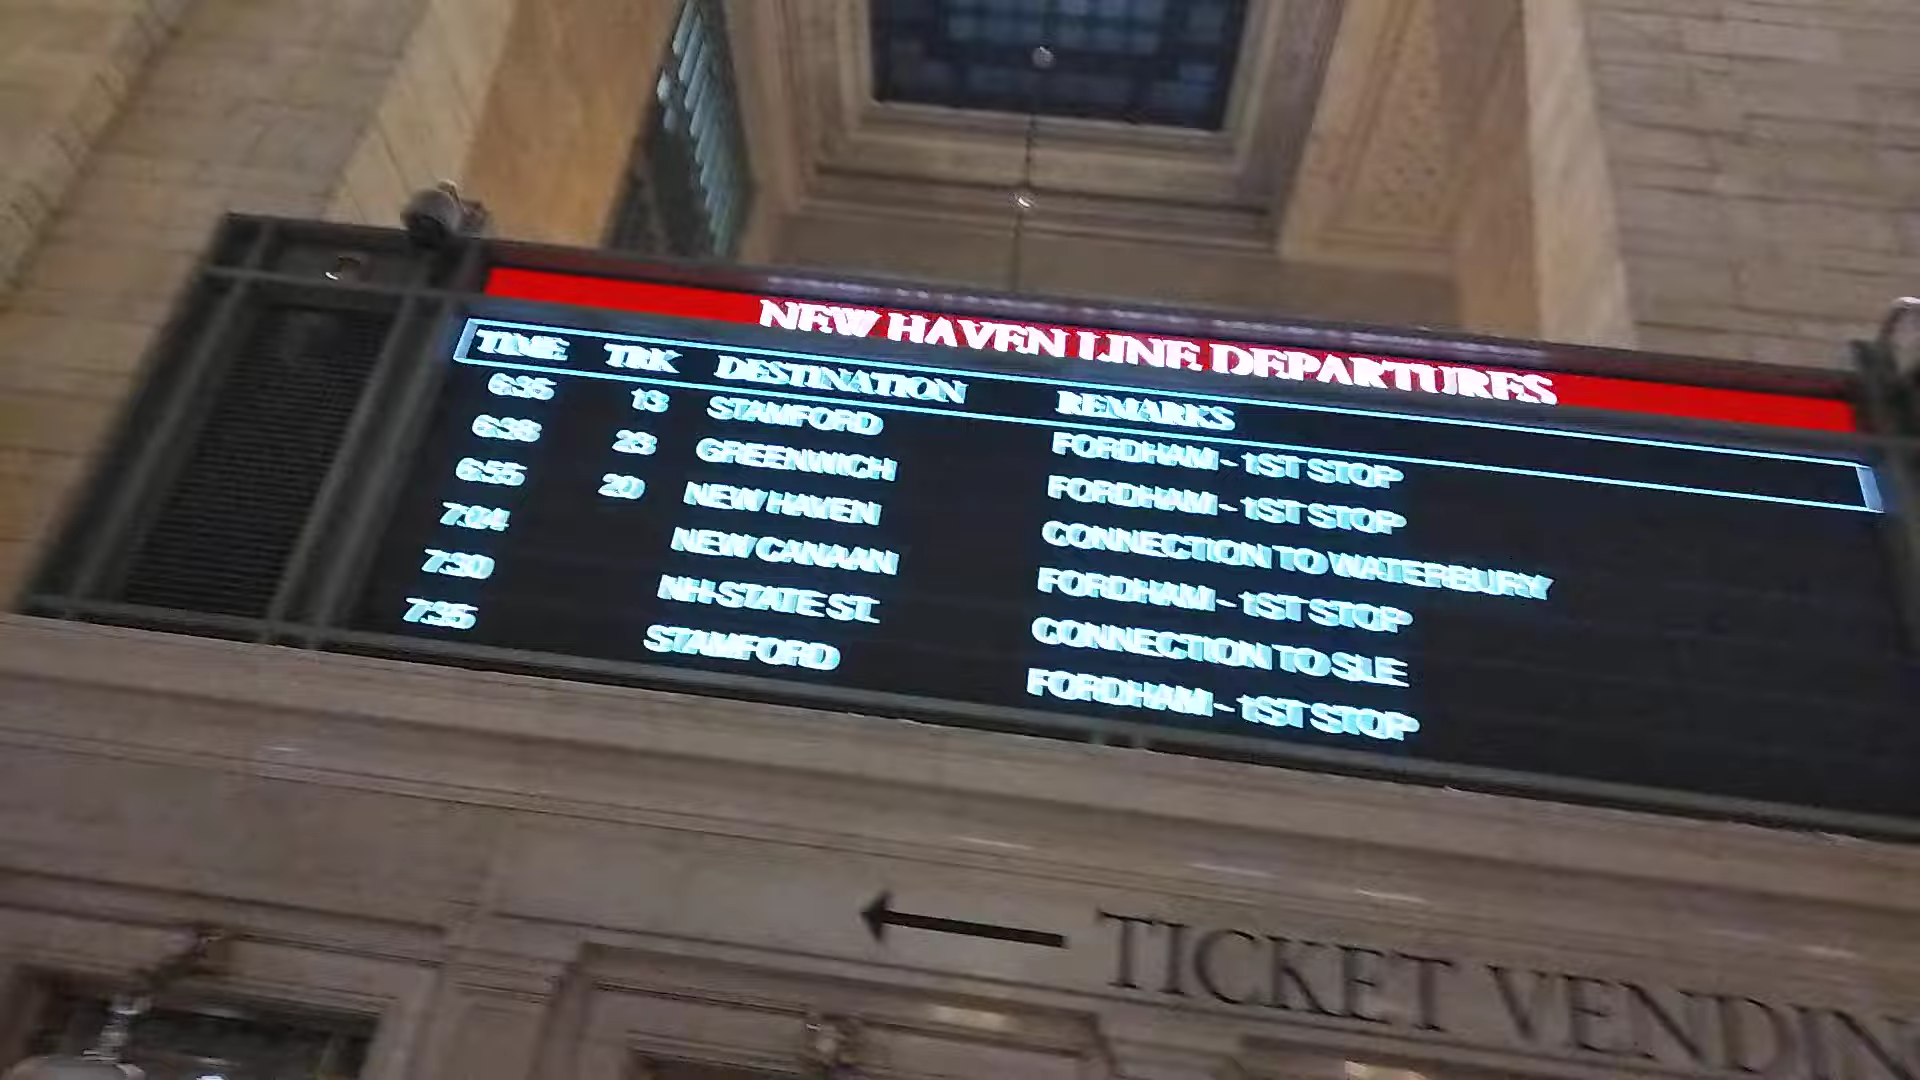 NEW HAVEN LINE DEPARTURES
TIME TRK DESTINATION REMARKS
6:35 13 STAMFORD FORDHAM - 1ST STOP
6:38 23 GREENWICH FORDHAM - 1ST STOP
6:55 20 NEW HAVEN CONNECTION TO WATERBURY
7:04 NEW CANAAN FORDHAM - 1ST STOP
7:30 NH-STATE ST. CONNECTION TO SLE
7:35 STAMFORD FORDHAM - 1ST STOP
TICKET VENDIN